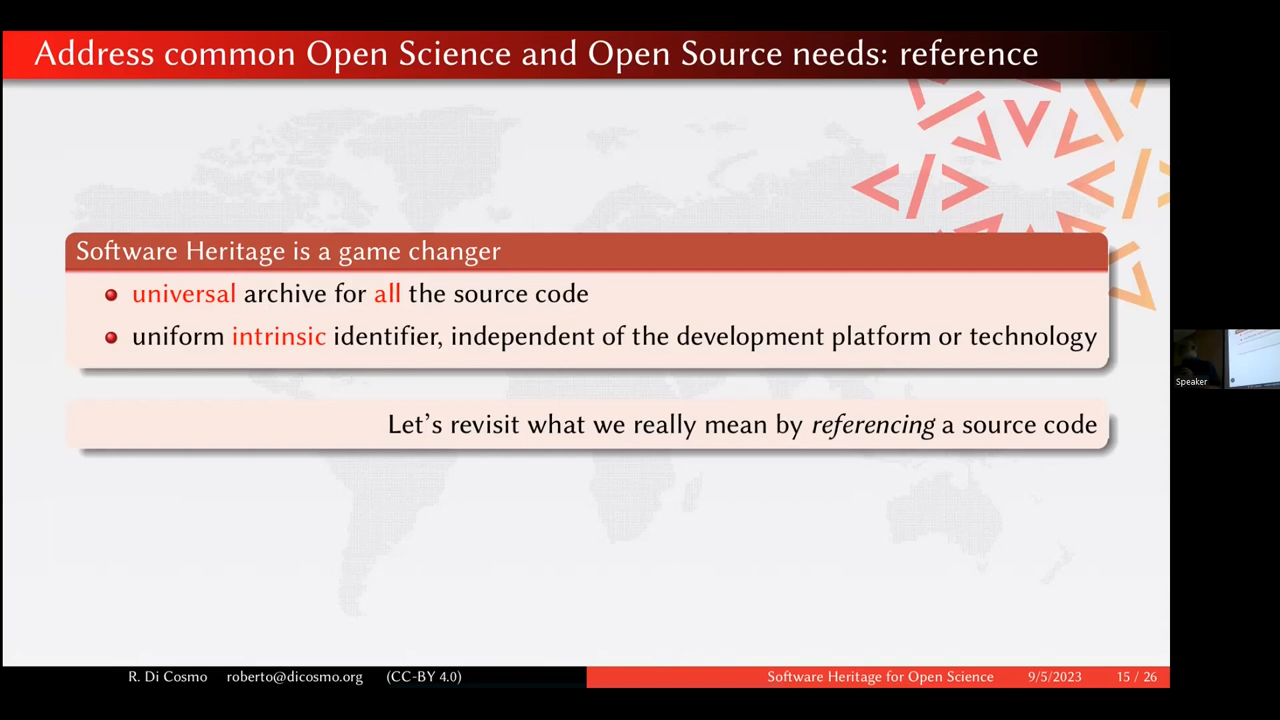 Address common Open Science and Open Source needs: reference
Software Heritage is a game changer
universal archive for all the source code
uniform intrinsic identifier, independent of the development platform or technology
Speaker
Let's revisit what we really mean by referencing a source code
R. Di Cosmo roberto@dicosmo.org (CC-BY 4.0) Software Heritage for Open Science 9/5/2023 15 / 26